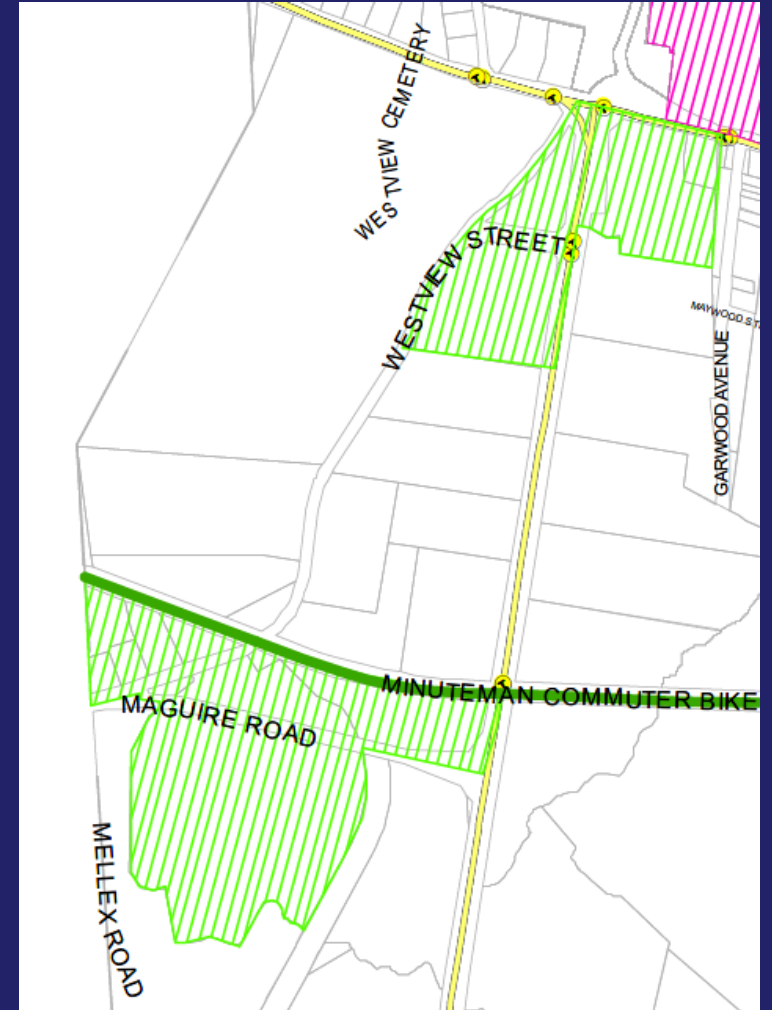 WESTVIEW CEMETERY
WESTVIEW STREET
MAYWOOD ST
GARWOOD AVENUE
MINUTEMAN COMMUTER BIKE
MAGUIRE ROAD
MELLEX ROAD